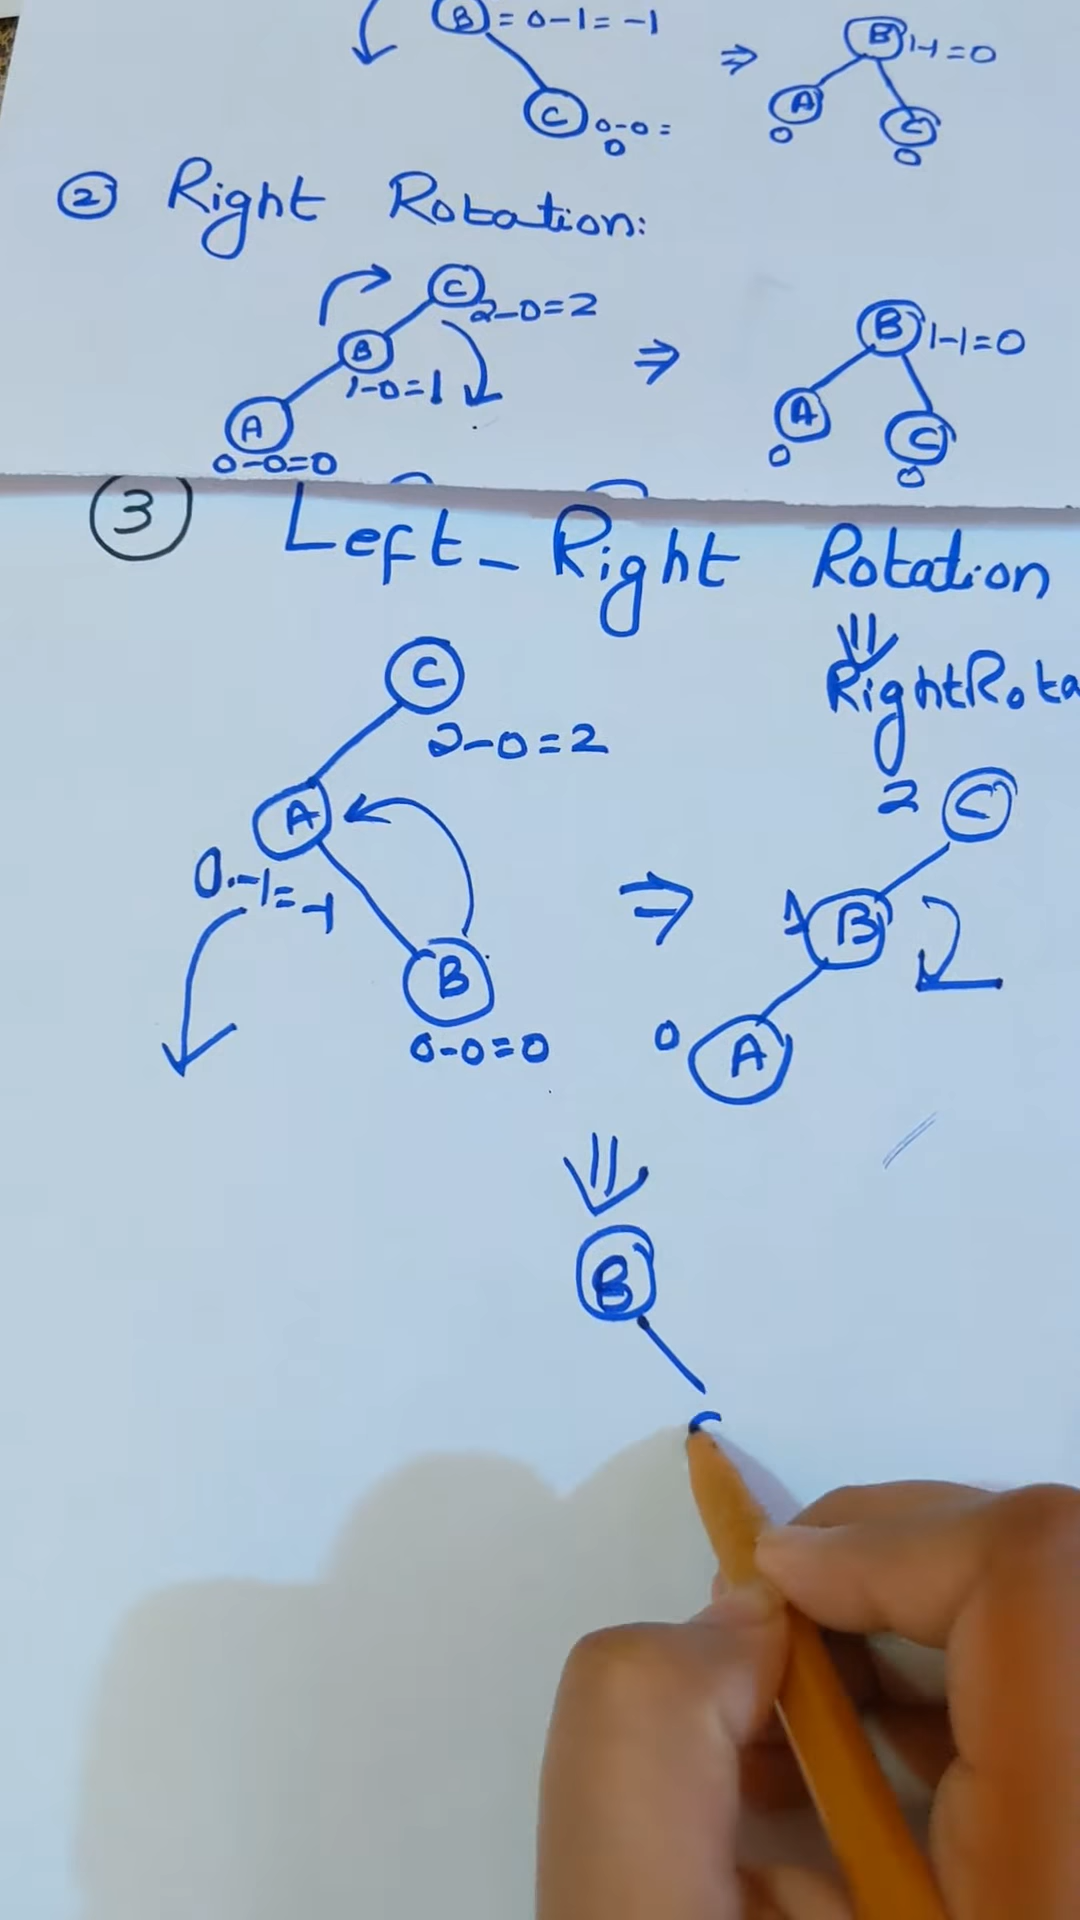 B = 0-1=-1
⇒
B 1-1=0
C 0-0=
0
A
0
C
0
② Right Rotation:
C
2-0=2
B
1-0=1
A
0-0=0
⇒
B 1-1=0
A
0
C
0
③ Left-Right Rotation
⇓
RightRota
C
2-0=2
A
0-1=-1
B
0-0=0
⇒
2 C
1 B
0 A
⇓
B